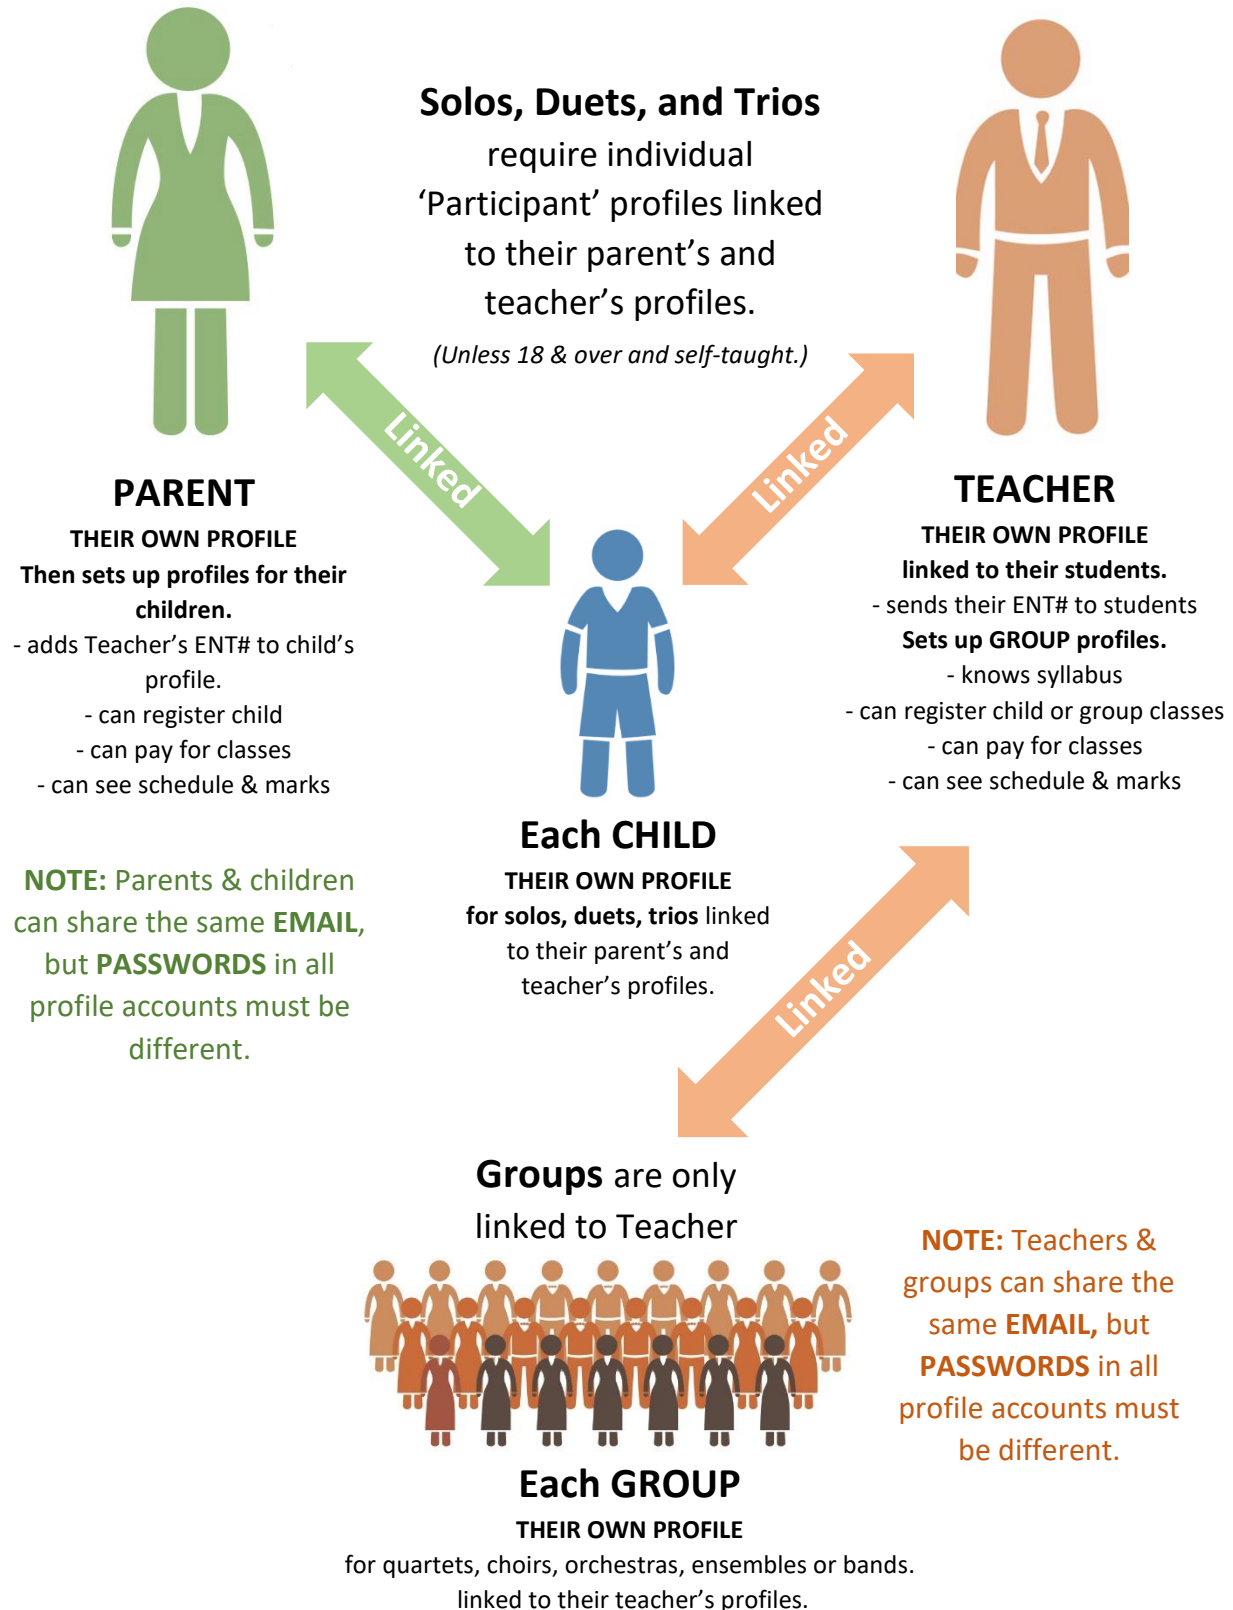 Solos, Duets, and Trios
require individual
‘Participant’ profiles linked
to their parent’s and
teacher’s profiles.
(Unless 18 & over and self-taught.)
Linked
Linked
PARENT
THEIR OWN PROFILE
Then sets up profiles for their
children.
- adds Teacher’s ENT# to child’s
profile.
- can register child
- can pay for classes
- can see schedule & marks
TEACHER
THEIR OWN PROFILE
linked to their students.
- sends their ENT# to students
Sets up GROUP profiles.
- knows syllabus
- can register child or group classes
- can pay for classes
- can see schedule & marks
Each CHILD
THEIR OWN PROFILE
for solos, duets, trios linked
to their parent’s and
teacher’s profiles.
NOTE: Parents & children
can share the same EMAIL,
but PASSWORDS in all
profile accounts must be
different.
Linked
Groups are only
linked to Teacher
NOTE: Teachers &
groups can share the
same EMAIL, but
PASSWORDS in all
profile accounts must
be different.
Each GROUP
THEIR OWN PROFILE
for quartets, choirs, orchestras, ensembles or bands.
linked to their teacher’s profiles.